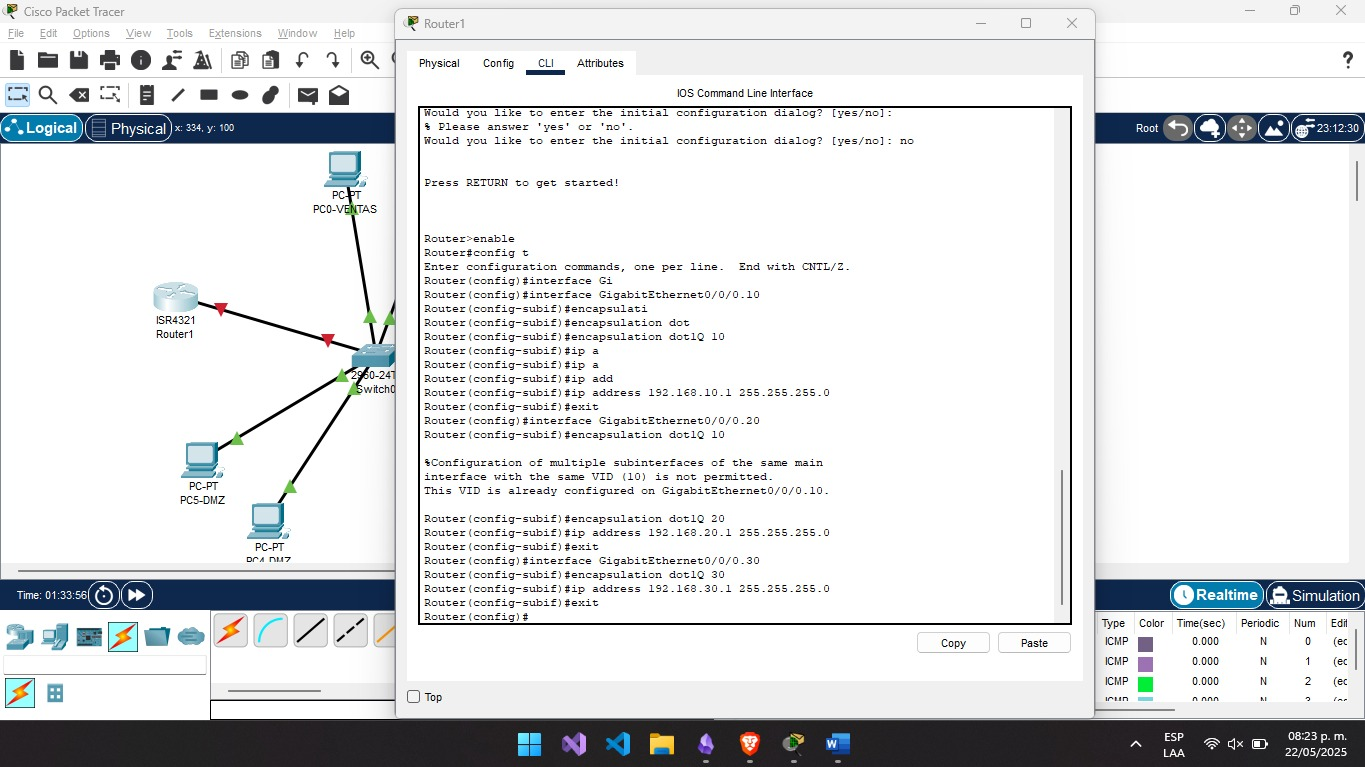 Cisco Packet Tracer
File Edit Options View Tools Extensions Window Help
Logical Physical x: 334, y: 100
Root 23:12:30
PC-PT
PC0-VENTAS
ISR4321
Router1
2960-24T
Switch0
PC-PT
PC5-DMZ
PC-PT
PC4-DMZ
Time: 01:33:56
Router1
Physical Config CLI Attributes
IOS Command Line Interface
Would you like to enter the initial configuration dialog? [yes/no]:
% Please answer 'yes' or 'no'.
Would you like to enter the initial configuration dialog? [yes/no]: no
Press RETURN to get started!
Router>enable
Router#config t
Enter configuration commands, one per line.  End with CNTL/Z.
Router(config)#interface Gi
Router(config)#interface GigabitEthernet0/0/0.10
Router(config-subif)#encapsulati
Router(config-subif)#encapsulation dot
Router(config-subif)#encapsulation dot1Q 10
Router(config-subif)#ip a
Router(config-subif)#ip a
Router(config-subif)#ip add
Router(config-subif)#ip address 192.168.10.1 255.255.255.0
Router(config-subif)#exit
Router(config)#interface GigabitEthernet0/0/0.20
Router(config-subif)#encapsulation dot1Q 10
%Configuration of multiple subinterfaces of the same main
interface with the same VID (10) is not permitted.
This VID is already configured on GigabitEthernet0/0/0.10.
Router(config-subif)#encapsulation dot1Q 20
Router(config-subif)#ip address 192.168.20.1 255.255.255.0
Router(config-subif)#exit
Router(config)#interface GigabitEthernet0/0/0.30
Router(config-subif)#encapsulation dot1Q 30
Router(config-subif)#ip address 192.168.30.1 255.255.255.0
Router(config-subif)#exit
Router(config)#
Copy Paste
Top
Realtime Simulation
Type Color Time(sec) Periodic Num Edit
ICMP 0.000 N 0 (ec
ICMP 0.000 N 1 (ec
ICMP 0.000 N 2 (ec
ICMP 0.000 N 3 (ec
ESP
LAA
08:23 p. m.
22/05/2025